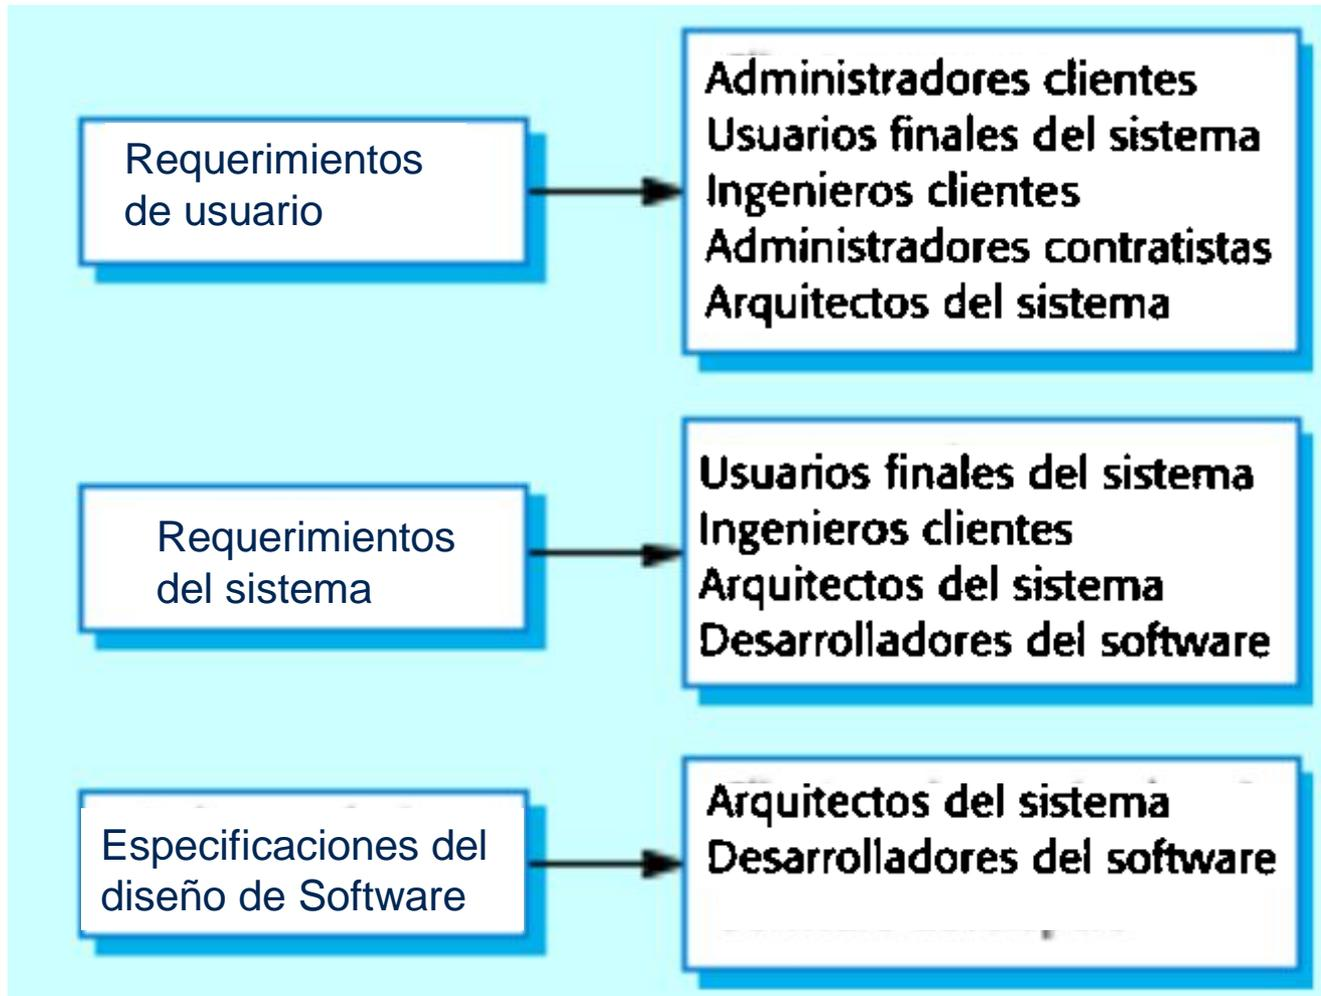 Requerimientos
de usuario
Administradores clientes
Usuarios finales del sistema
Ingenieros clientes
Administradores contratistas
Arquitectos del sistema
Requerimientos
del sistema
Usuarios finales del sistema
Ingenieros clientes
Arquitectos del sistema
Desarrolladores del software
Especificaciones del
diseño de Software
Arquitectos del sistema
Desarrolladores del software